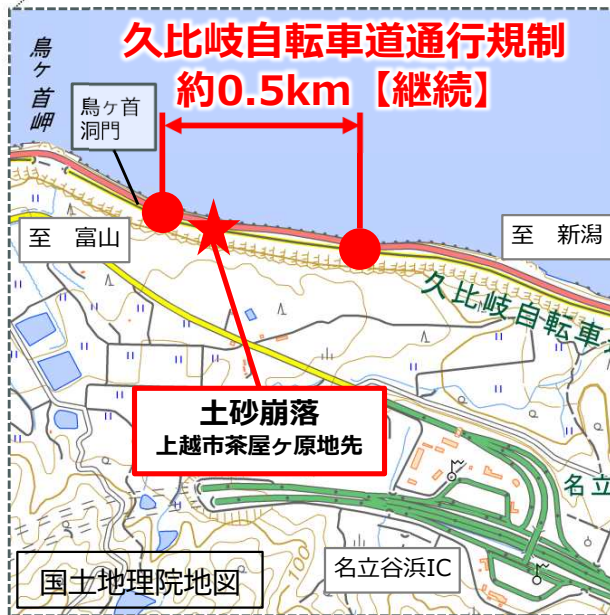 久比岐自転車道通行規制
約0.5km【継続】
鳥ヶ首岬
鳥ヶ首
洞門
至 富山
至 新潟
久比岐自転車
土砂崩落
上越市茶屋ヶ原地先
名立
100
名立谷浜IC
国土地理院地図